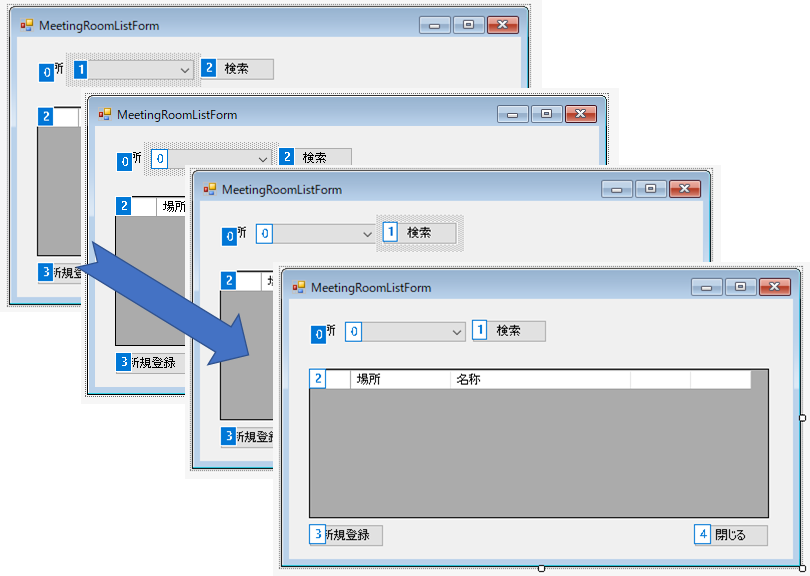 MeetingRoomListForm
0 所 1 2 検索
2
3 新規登
MeetingRoomListForm
0 所 0 2 検索
2 場所
3 新規登録
MeetingRoomListForm
0 所 0 1 検索
2
3 新規登録
MeetingRoomListForm
0 所 0 1 検索
2 場所 名称
3 新規登録 4 閉じる